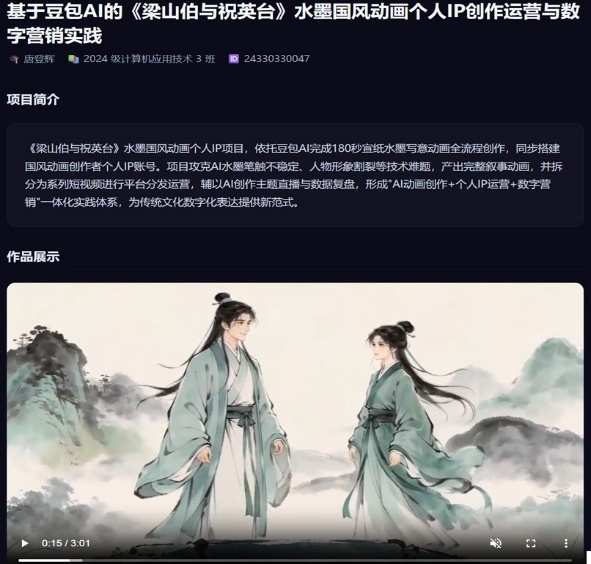 基于豆包AI的《梁山伯与祝英台》水墨国风动画个人IP创作运营与数
字营销实践
唐登辉 2024 级计算机应用技术 3 班 ID 24330330047
项目简介
《梁山伯与祝英台》水墨国风动画个人IP项目，依托豆包AI完成180秒宣纸水墨写意动画全流程创作，同步搭建
国风动画创作者个人IP账号。项目攻克AI水墨笔触不稳定、人物形象割裂等技术难题，产出完整叙事动画，并拆
分为系列短视频进行平台分发运营，辅以AI创作主题直播与数据复盘，形成"AI动画创作+个人IP运营+数字营
销"一体化实践体系，为传统文化数字化表达提供新范式。
作品展示
0:15 / 3:01